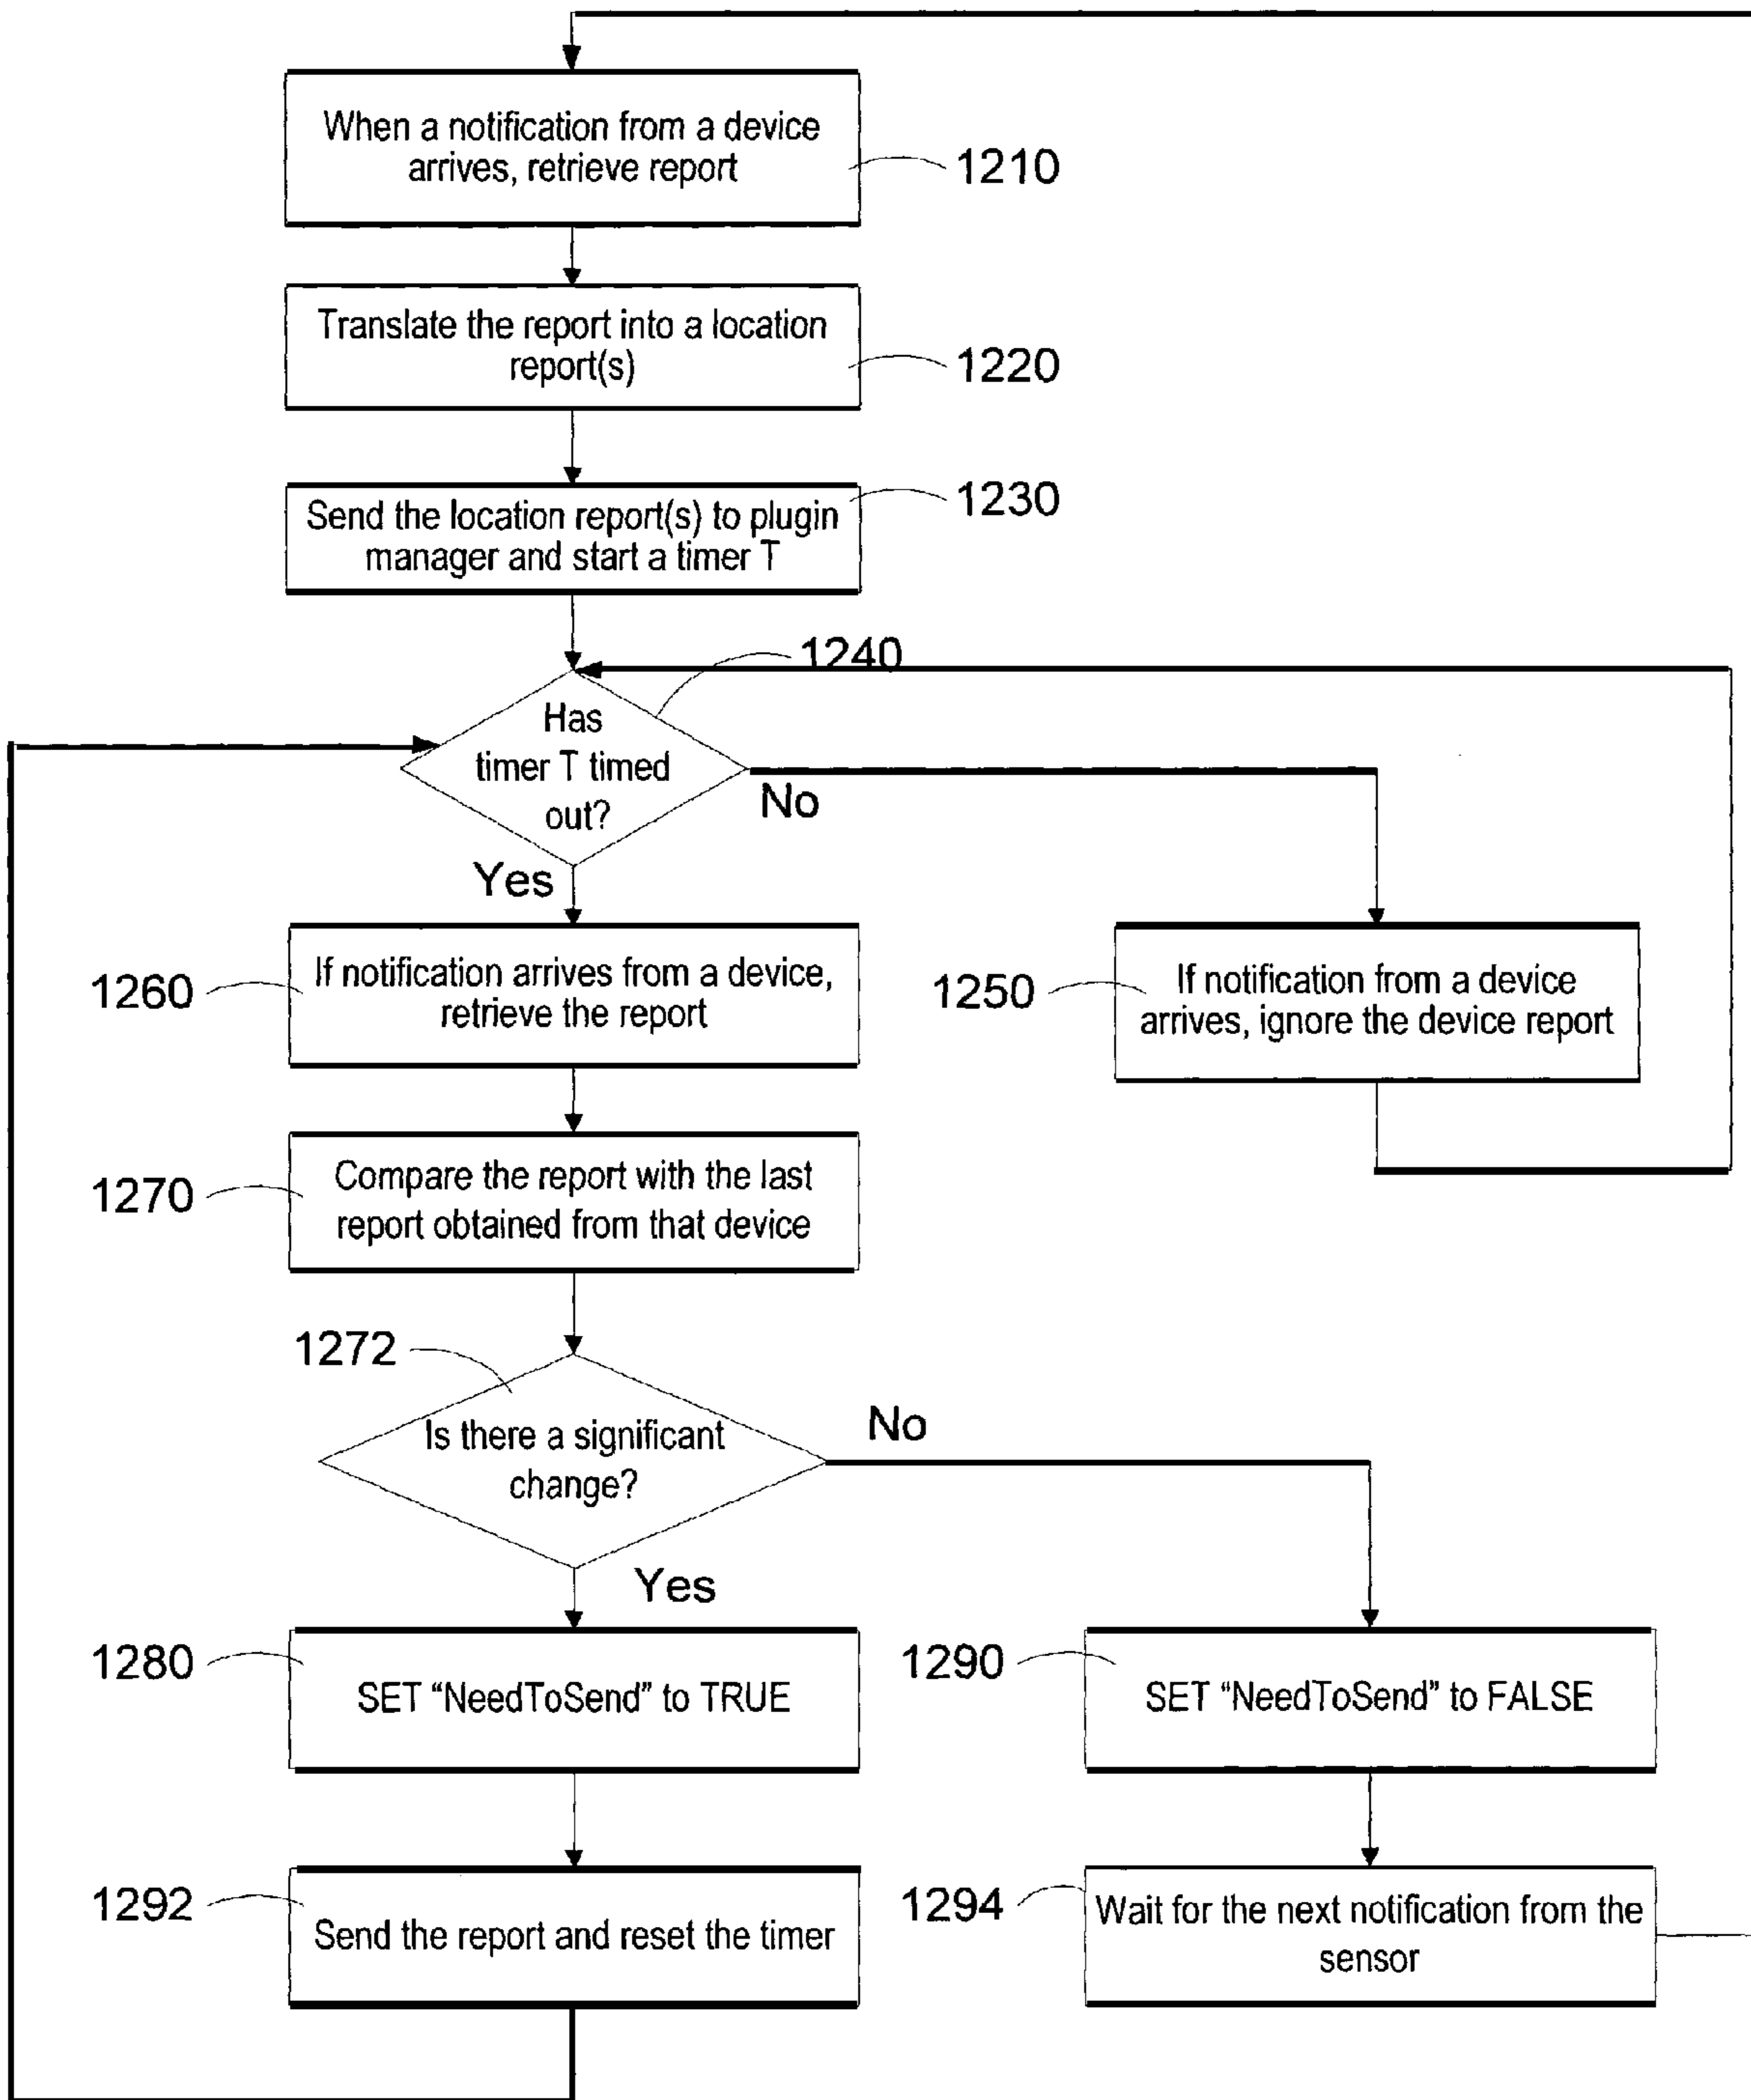 When a notification from a device
arrives, retrieve report
1210
Translate the report into a location
report(s)
1220
Send the location report(s) to plugin
manager and start a timer T
1230
1240
Has
timer T timed
out?
No
Yes
1260
If notification arrives from a device,
retrieve the report
1250
If notification from a device
arrives, ignore the device report
1270
Compare the report with the last
report obtained from that device
1272
Is there a significant
change?
No
Yes
1280
SET “NeedToSend” to TRUE
1290
SET “NeedToSend” to FALSE
1292
Send the report and reset the timer
1294
Wait for the next notification from the
sensor